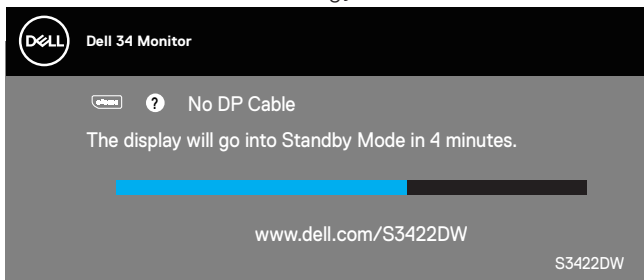 DELL
Dell 34 Monitor
? No DP Cable
The display will go into Standby Mode in 4 minutes.
www.dell.com/S3422DW
S3422DW